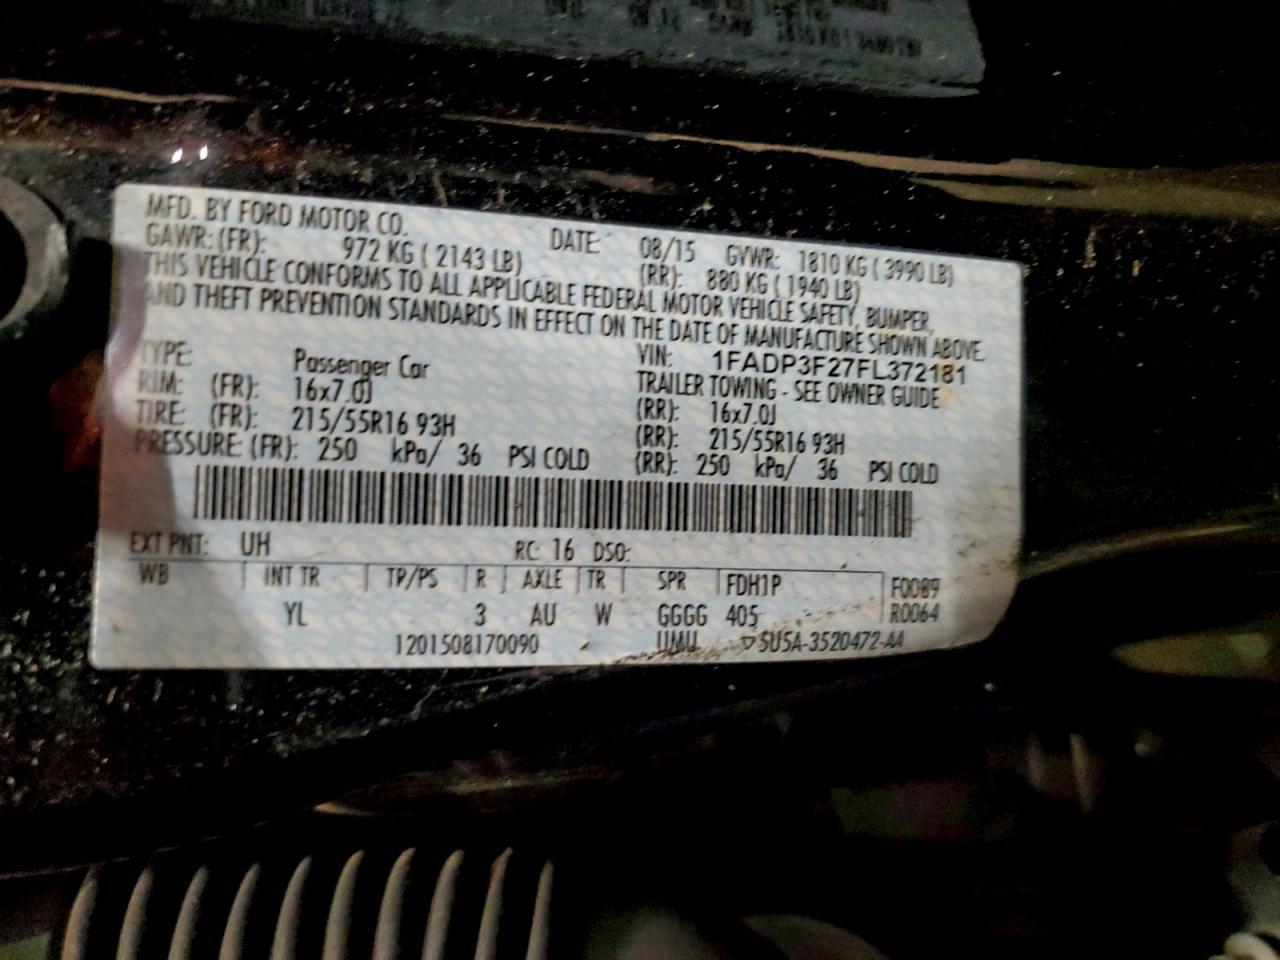 MFD. BY FORD MOTOR CO.
DATE: 08/15 GVWR: 1810 KG ( 3990 LB)
GAWR: (FR): 972 KG ( 2143 LB) (RR): 880 KG ( 1940 LB)
THIS VEHICLE CONFORMS TO ALL APPLICABLE FEDERAL MOTOR VEHICLE SAFETY, BUMPER,
AND THEFT PREVENTION STANDARDS IN EFFECT ON THE DATE OF MANUFACTURE SHOWN ABOVE.
VIN: 1FADP3F27FL372181
TYPE: Passenger Car TRAILER TOWING - SEE OWNER GUIDE
RIM: (FR): 16x7.0J (RR): 16x7.0J
TIRE: (FR): 215/55R16 93H (RR): 215/55R16 93H
PRESSURE: (FR): 250 kPa/ 36 PSI COLD (RR): 250 kPa/ 36 PSI COLD
EXT PNT: UH RC: 16 DSO:
WB INT TR TP/PS R AXLE TR SPR FDH1P F0089
YL 3 AU W GGGG 405 R0064
1201508170090 UMU 5U5A-3520472-AA